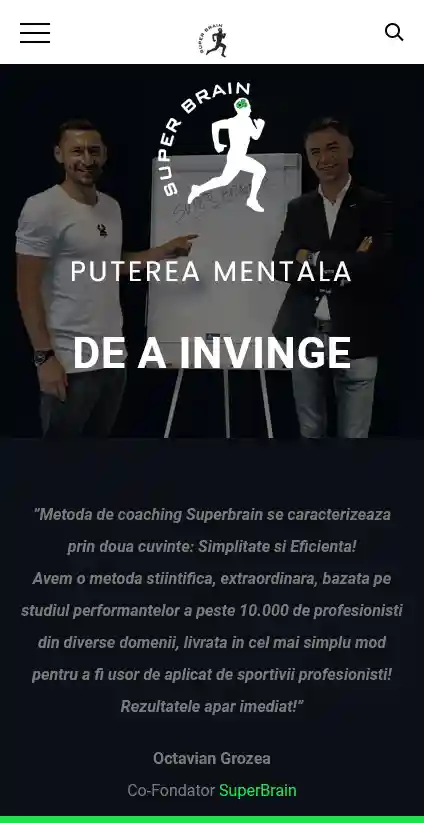 SUPER BRAIN
SUPER BRAIN
PUTEREA MENTALA
DE A INVINGE
"Metoda de coaching Superbrain se caracterizeaza
prin doua cuvinte: Simplitate si Eficienta!
Avem o metoda stiintifica, extraordinara, bazata pe
studiul performantelor a peste 10.000 de profesionisti
din diverse domenii, livrata in cel mai simplu mod
pentru a fi usor de aplicat de sportivii profesionisti!
Rezultatele apar imediat!"
Octavian Grozea
Co-Fondator SuperBrain